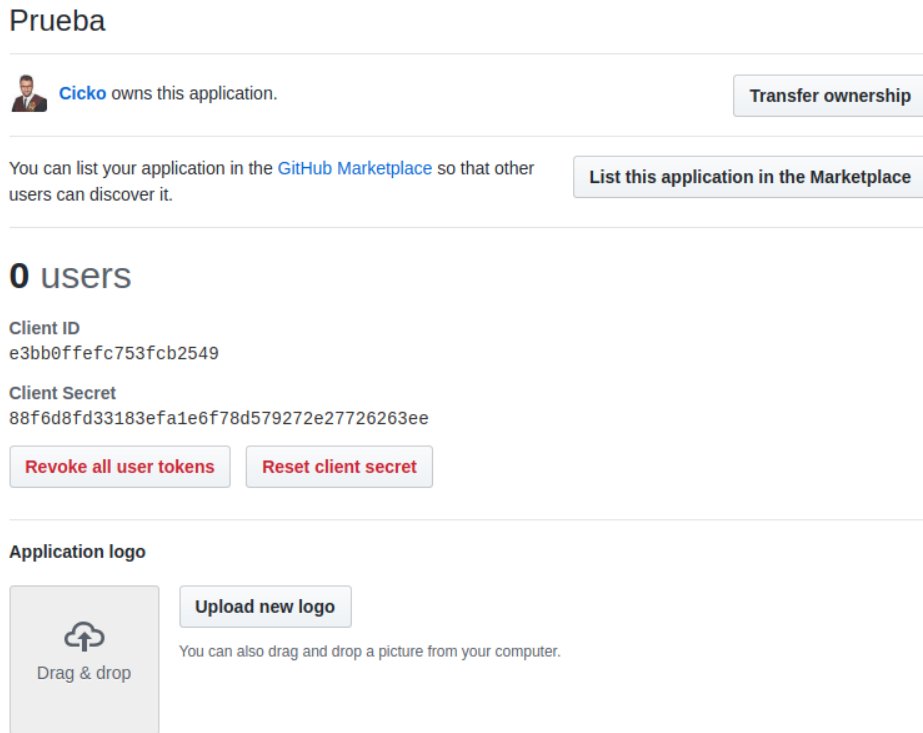 Prueba
Cicko owns this application.
Transfer ownership
You can list your application in the GitHub Marketplace so that other
users can discover it.
List this application in the Marketplace
0 users
Client ID
e3bb0ffefc753fcb2549
Client Secret
88f6d8fd33183efa1e6f78d579272e27726263ee
Revoke all user tokens
Reset client secret
Application logo
Drag & drop
Upload new logo
You can also drag and drop a picture from your computer.